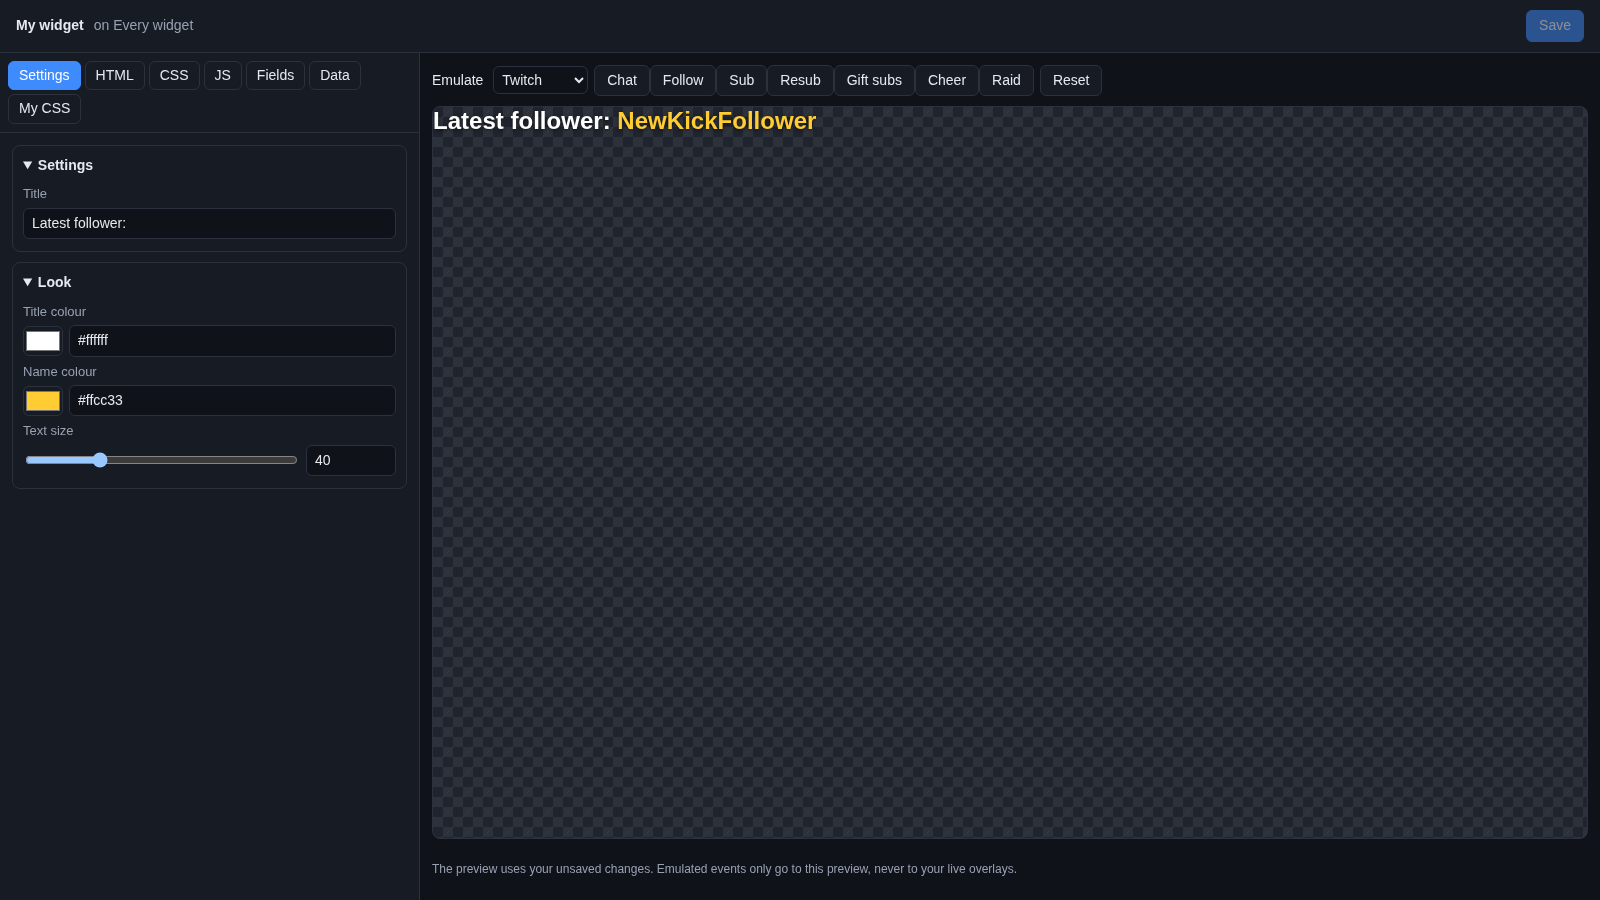 My widget on Every widget
Save
Settings HTML CSS JS Fields Data
My CSS
Emulate Twitch Chat Follow Sub Resub Gift subs Cheer Raid Reset
Latest follower: NewKickFollower
Settings
Title
Latest follower:
Look
Title colour
#ffffff
Name colour
#ffcc33
Text size
40
The preview uses your unsaved changes. Emulated events only go to this preview, never to your live overlays.